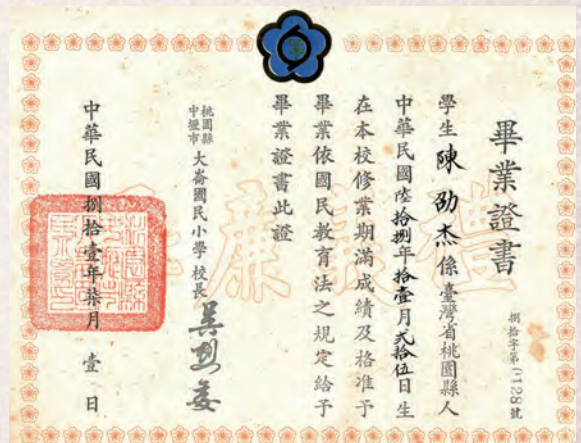 畢業證書
捌拾字第0128號
學生陳劭杰係臺灣省桃園縣人
中華民國陸拾捌年拾壹月貳拾伍日生
在本校修業期滿成績及格准予
畢業依國民教育法之規定給予
畢業證書此證
桃園縣
中壢市
大崙國民小學校長
中華民國捌拾壹年柒月壹日
禮義廉